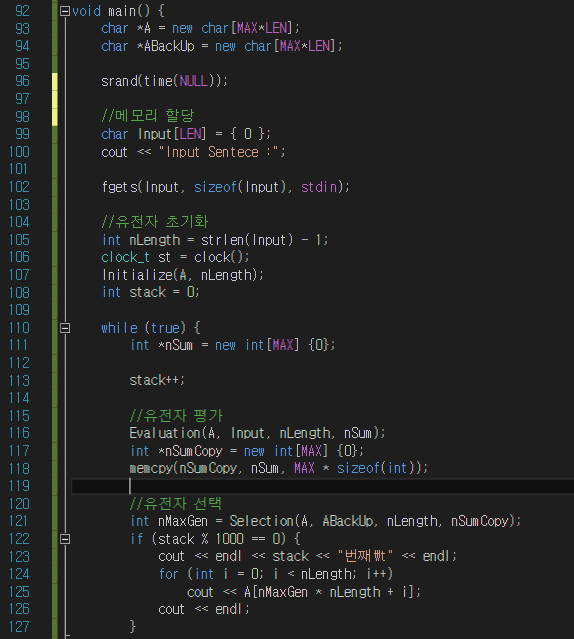 92 void main() {
93 char *A = new char[MAX*LEN];
94 char *ABackUp = new char[MAX*LEN];
95
96 srand(time(NULL));
97
98 //메모리 할당
99 char Input[LEN] = { 0 };
100 cout << "Input Sentece :";
101
102 fgets(Input, sizeof(Input), stdin);
103
104 //유전자 초기화
105 int nLength = strlen(Input) - 1;
106 clock_t st = clock();
107 Initialize(A, nLength);
108 int stack = 0;
109
110 while (true) {
111 int *nSum = new int[MAX] {0};
112
113 stack++;
114
115 //유전자 평가
116 Evaluation(A, Input, nLength, nSum);
117 int *nSumCopy = new int[MAX] {0};
118 memcpy(nSumCopy, nSum, MAX * sizeof(int));
119
120 //유전자 선택
121 int nMaxGen = Selection(A, ABackUp, nLength, nSumCopy);
122 if (stack % 1000 == 0) {
123 cout << endl << stack << "번째₩t" << endl;
124 for (int i = 0; i < nLength; i++)
125 cout << A[nMaxGen * nLength + i];
126 cout << endl;
127 }